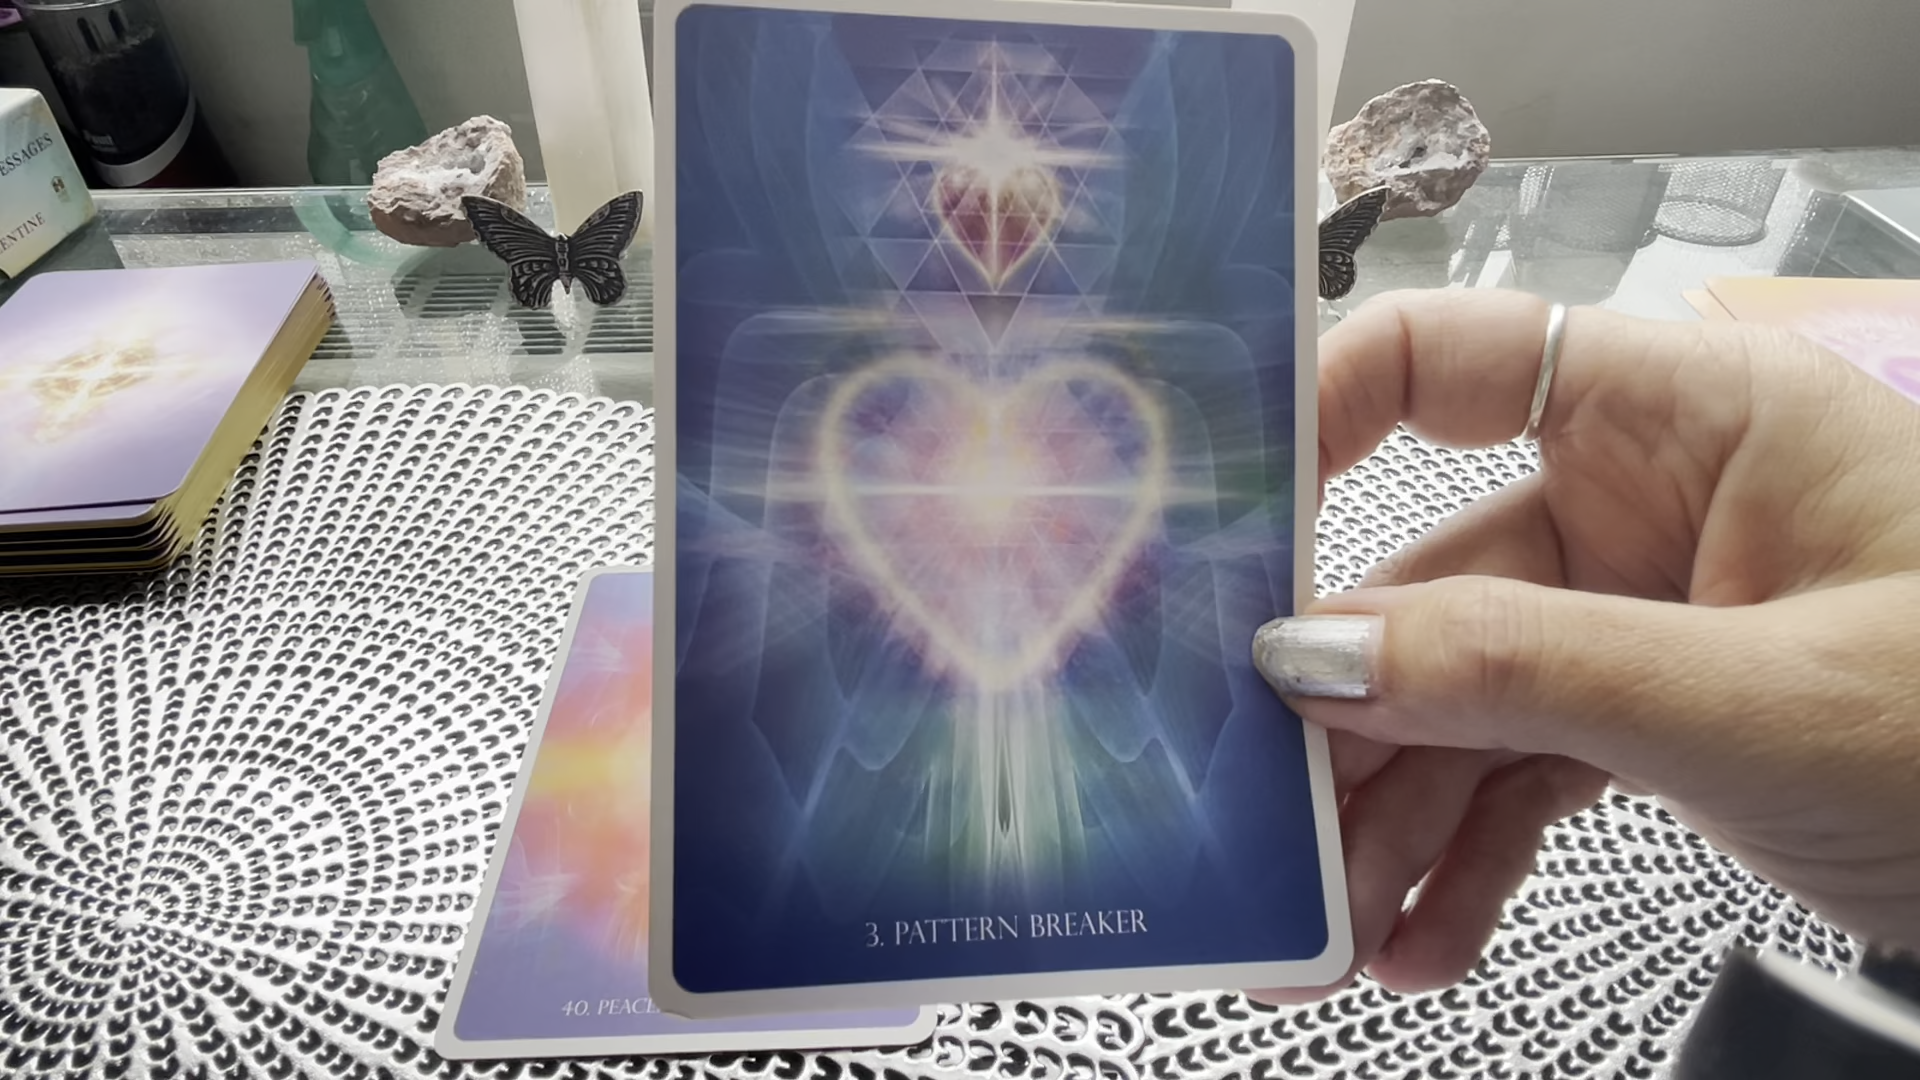 ESSAGES
ENTINE
3. PATTERN BREAKER
40. PEACE